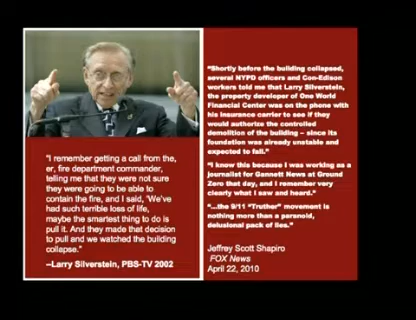 "I remember getting a call from the,
er, fire department commander,
telling me that they were not sure
they were going to be able to
contain the fire, and I said, 'We've
had such terrible loss of life,
maybe the smartest thing to do is
pull it. And they made that decision
to pull and we watched the building
collapse."
--Larry Silverstein, PBS-TV 2002
"Shortly before the building collapsed,
several NYPD officers and Con-Edison
workers told me that Larry Silverstein,
the property developer of One World
Financial Center was on the phone with
his insurance carrier to see if they
would authorize the controlled
demolition of the building – since its
foundation was already unstable and
expected to fall."
"I know this because I was working as a
journalist for Gannett News at Ground
Zero that day, and I remember very
clearly what I saw and heard."
"...the 9/11 "Truther" movement is
nothing more than a paranoid,
delusional pack of lies."
Jeffrey Scott Shapiro
FOX News
April 22, 2010